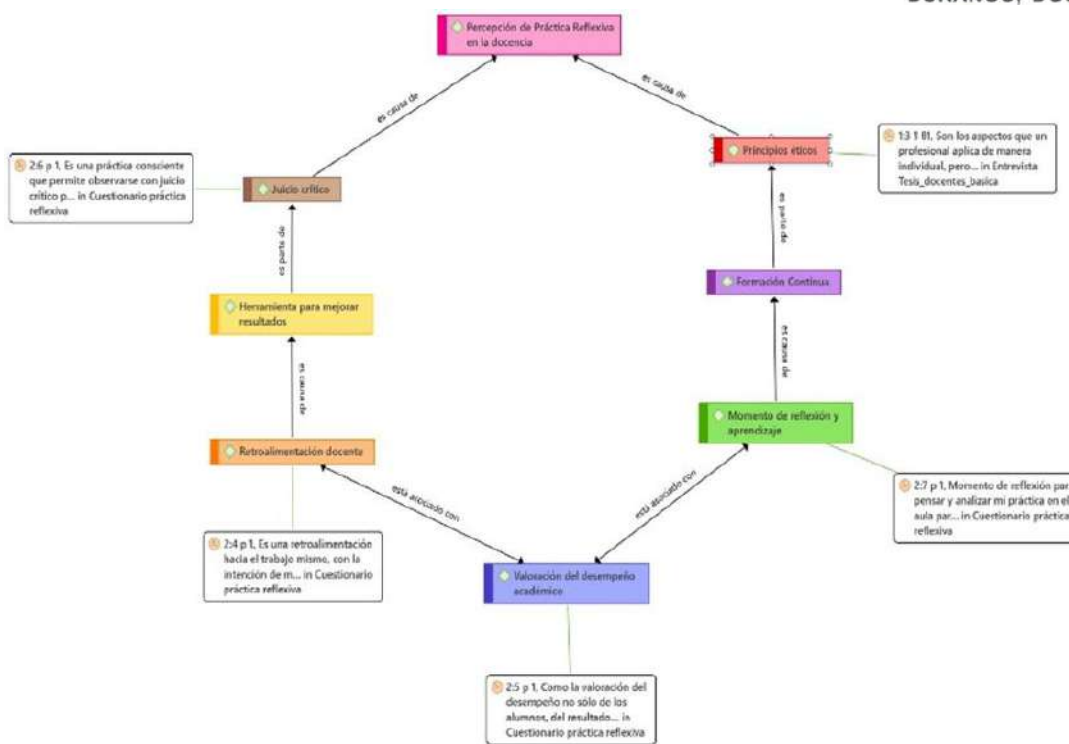 Percepción de Práctica Reflexiva
en la docencia
es causa de
es causa de
Principios éticos
1:3 1 81, Son los aspectos que un
profesional aplica de manera
individual, pero... in Entrevista
Tesis_docentes_basica
2:6 p 1, Es una práctica consciente
que permite observarse con juicio
crítico p... in Cuestionario práctica
reflexiva
Juicio crítico
es parte de
es parte de
Formación Continua
Herramienta para mejorar
resultados
es causa de
es causa de
Momento de reflexión y
aprendizaje
Retroalimentación docente
está asociado con
está asociado con
2:7 p 1, Momento de reflexión par
pensar y analizar mi práctica en el
aula par... in Cuestionario práctica
reflexiva
2:4 p 1, Es una retroalimentación
hacia el trabajo mismo, con la
intención de m... in Cuestionario
práctica reflexiva
Valoración del desempeño
académico
2:5 p 1, Como la valoración del
desempeño no sólo de los
alumnos, del resultado... in
Cuestionario práctica reflexiva